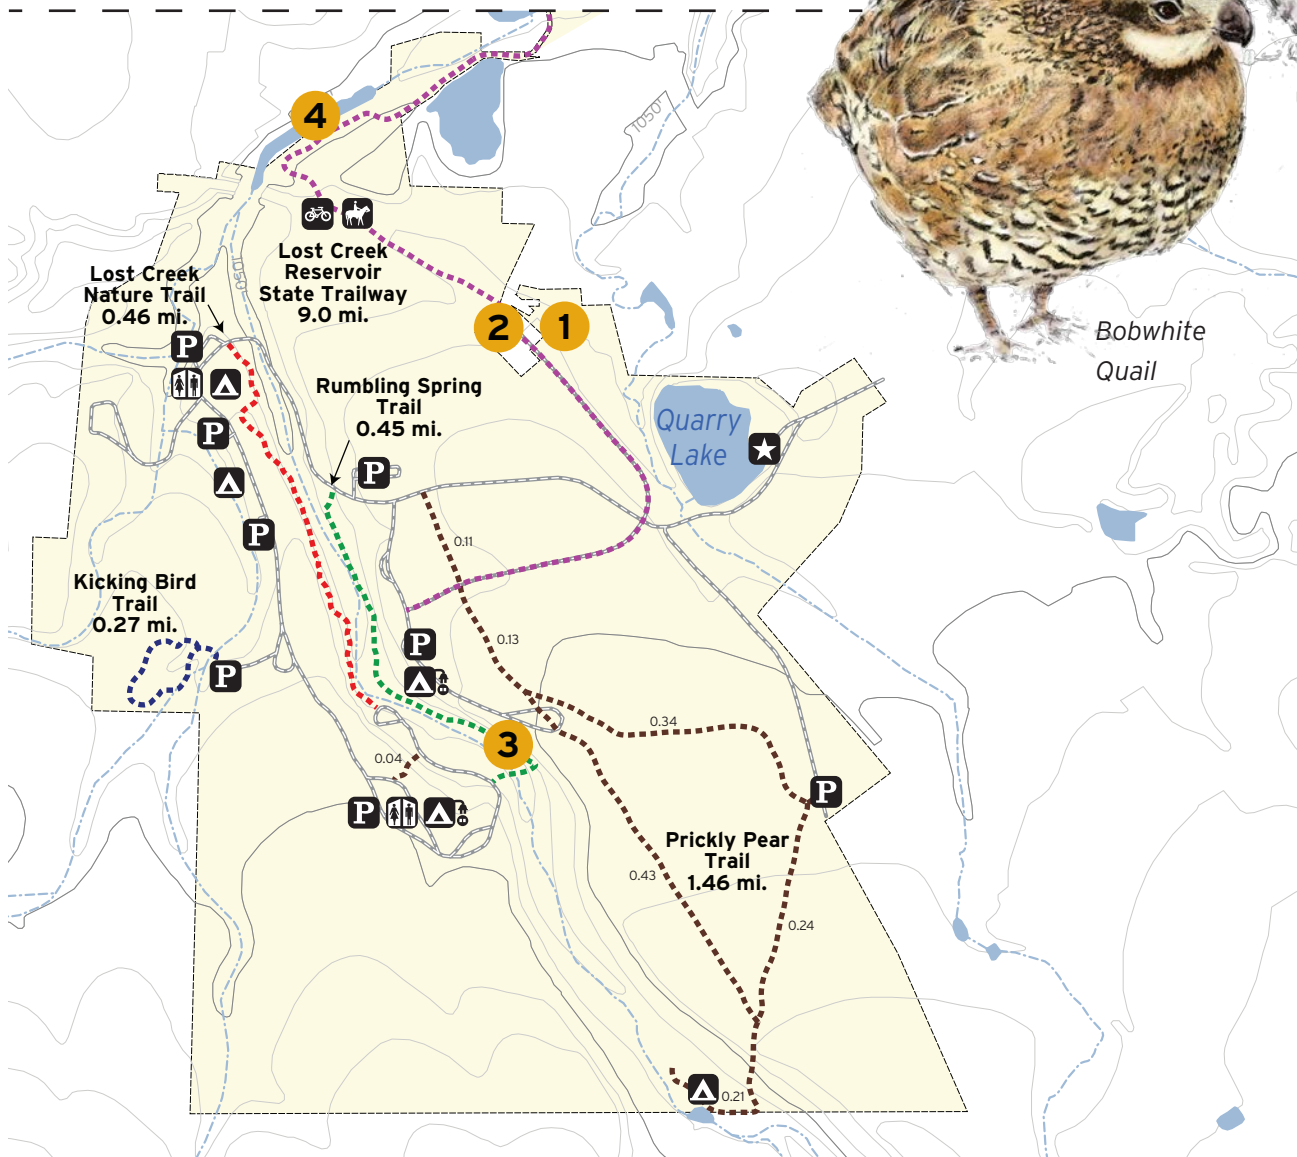 4
1050'
Lost Creek
Reservoir
State Trailway
9.0 mi.
1050'
Lost Creek
Nature Trail
0.46 mi.
2
1
Bobwhite
Quail
P
Rumbling Spring
Trail
0.45 mi.
Quarry
Lake
P
P
P
0.11
Kicking Bird
Trail
0.27 mi.
0.13
P
P
0.34
3
0.04
P
P
Prickly Pear
Trail
1.46 mi.
0.43
0.24
0.21